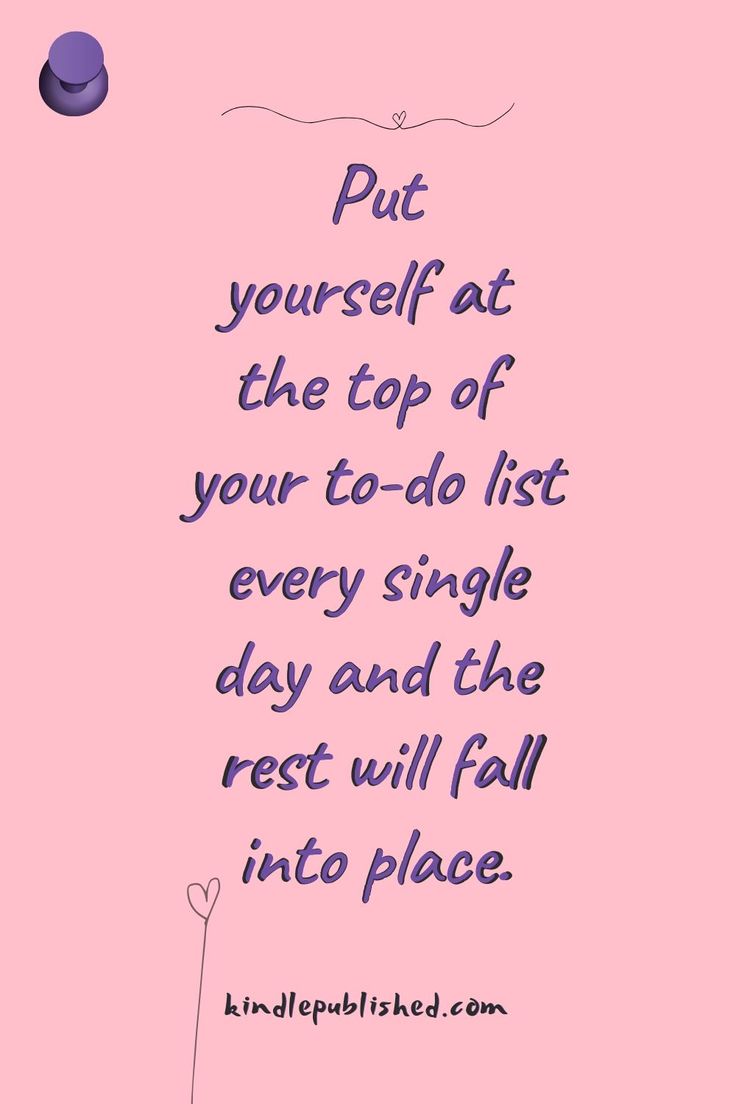 Put
yourself at
the top of
your to-do list
every single
day and the
rest will fall
into place.
kindlepublished.com